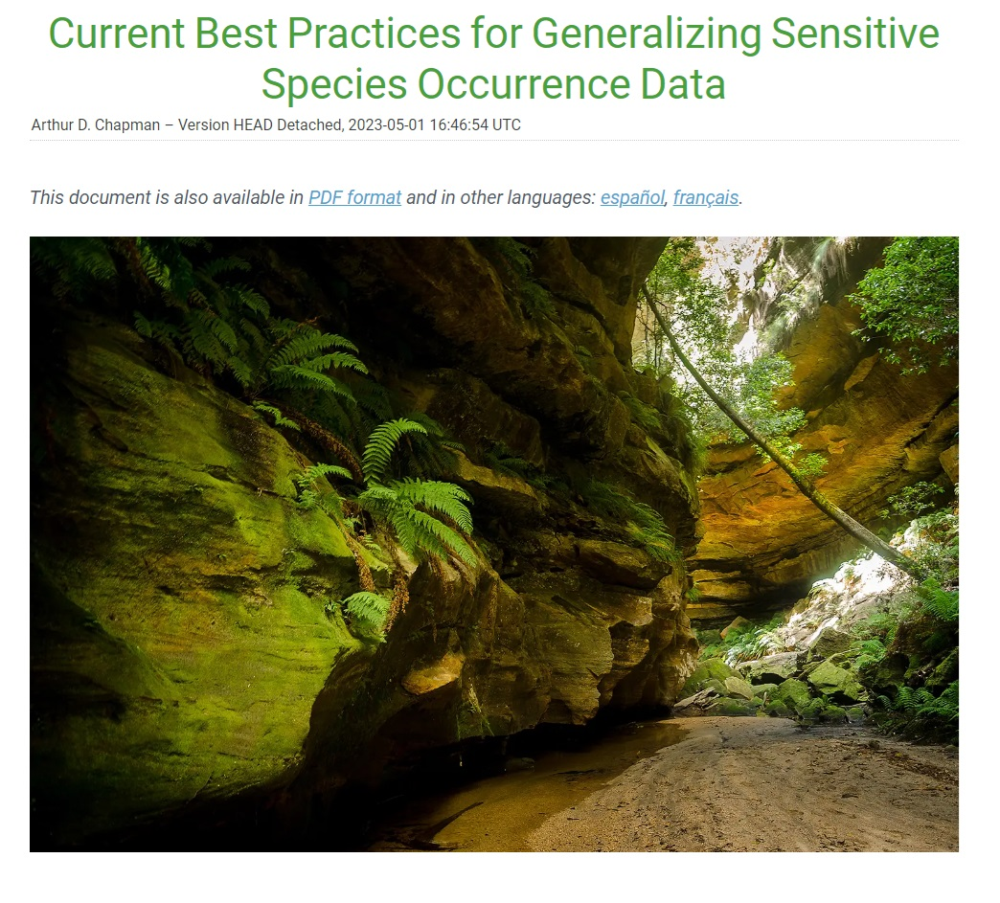 Current Best Practices for Generalizing Sensitive
Species Occurrence Data
Arthur D. Chapman – Version HEAD Detached, 2023-05-01 16:46:54 UTC
This document is also available in PDF format and in other languages: español, français.